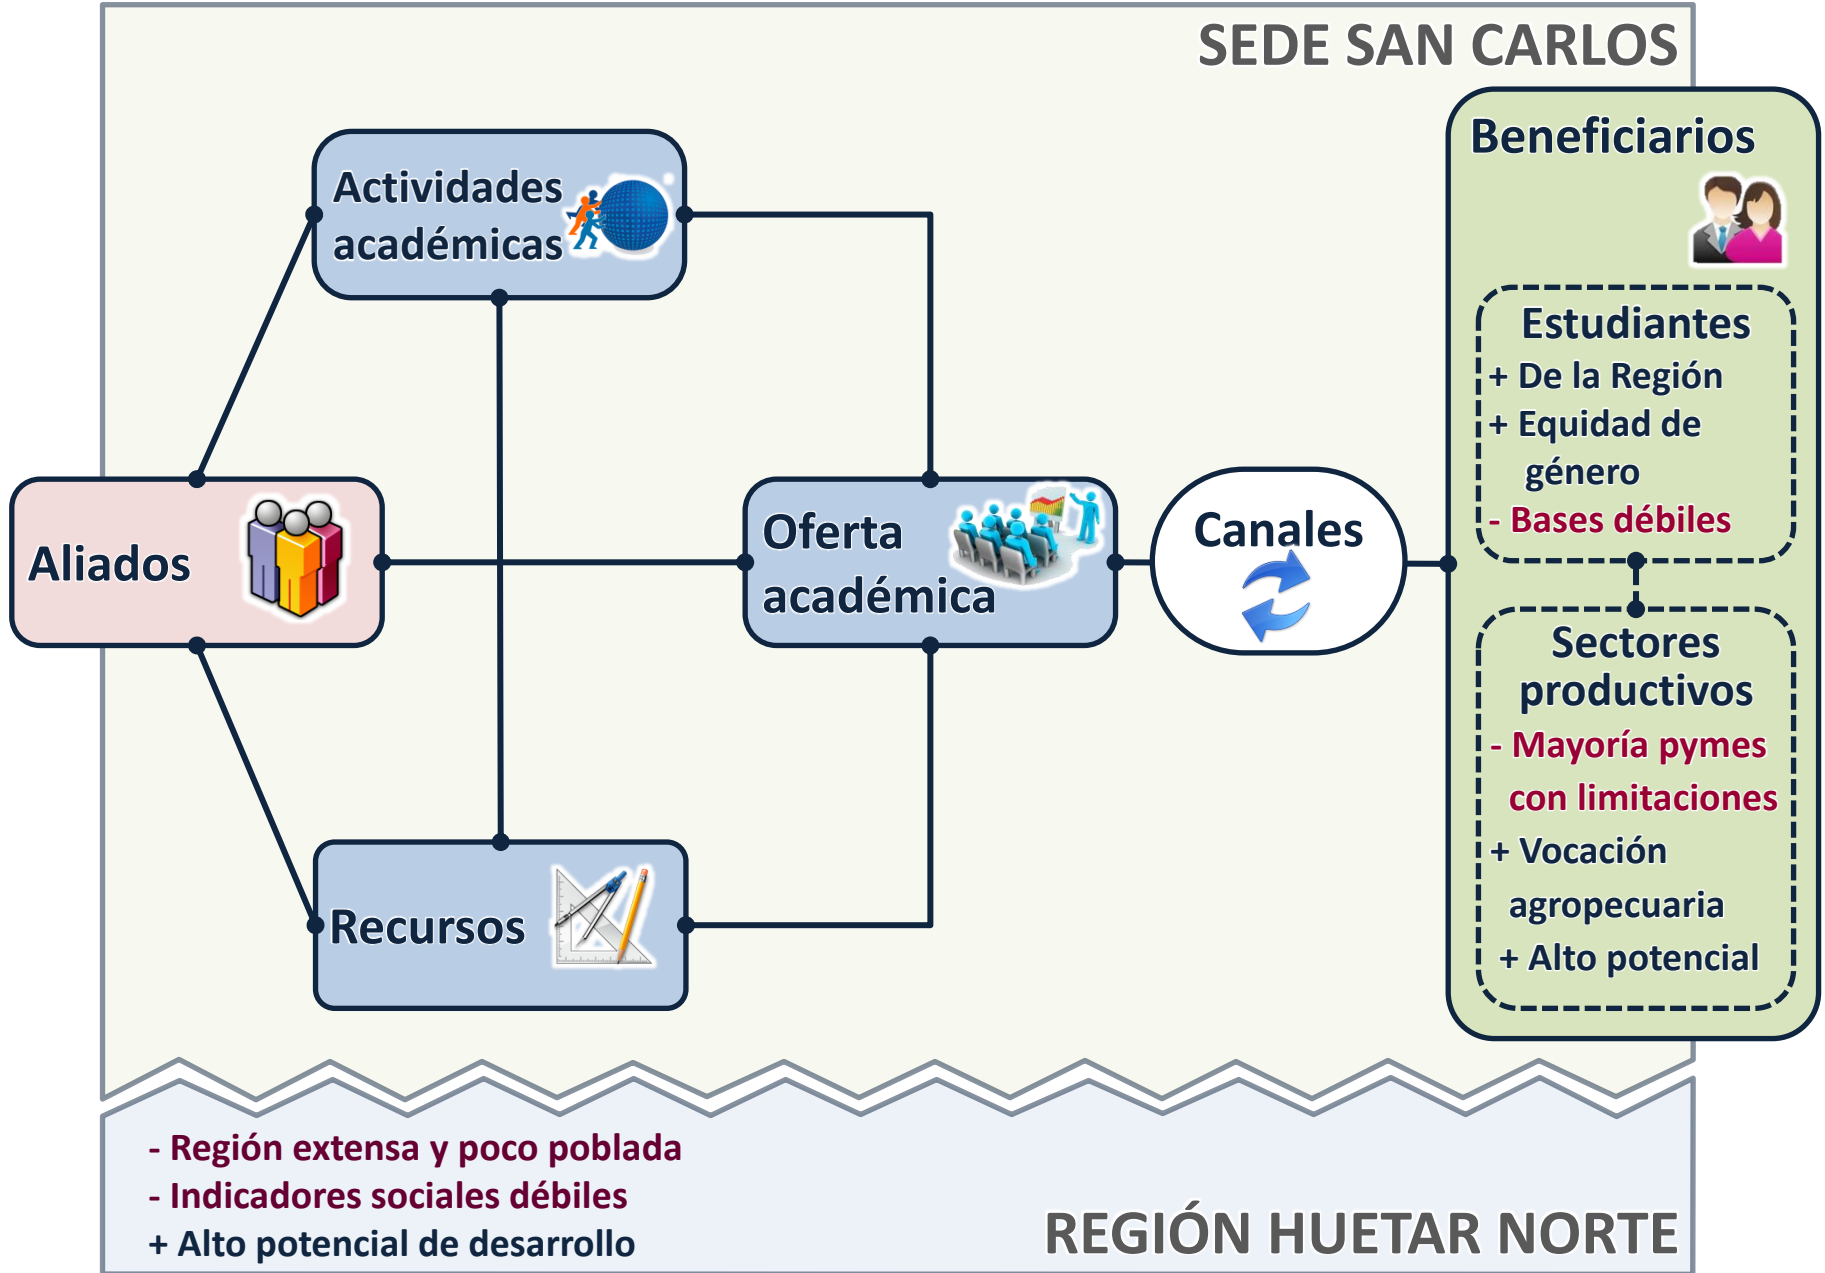 SEDE SAN CARLOS
Beneficiarios
Actividades
académicas
Estudiantes
+ De la Región
+ Equidad de
género
- Bases débiles
Aliados
Oferta
académica
Canales
Sectores
productivos
- Mayoría pymes
con limitaciones
+ Vocación
agropecuaria
+ Alto potencial
Recursos
- Región extensa y poco poblada
- Indicadores sociales débiles
+ Alto potencial de desarrollo
REGIÓN HUETAR NORTE